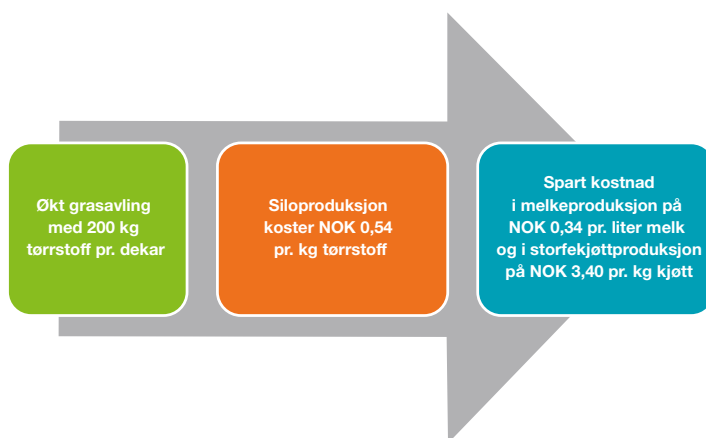 Økt grasavling
med 200 kg
tørrstoff pr. dekar
Siloproduksjon
koster NOK 0,54
pr. kg tørrstoff
Spart kostnad
i melkeproduksjon på
NOK 0,34 pr. liter melk
og i storfekjøttproduksjon
på NOK 3,40 pr. kg kjøtt